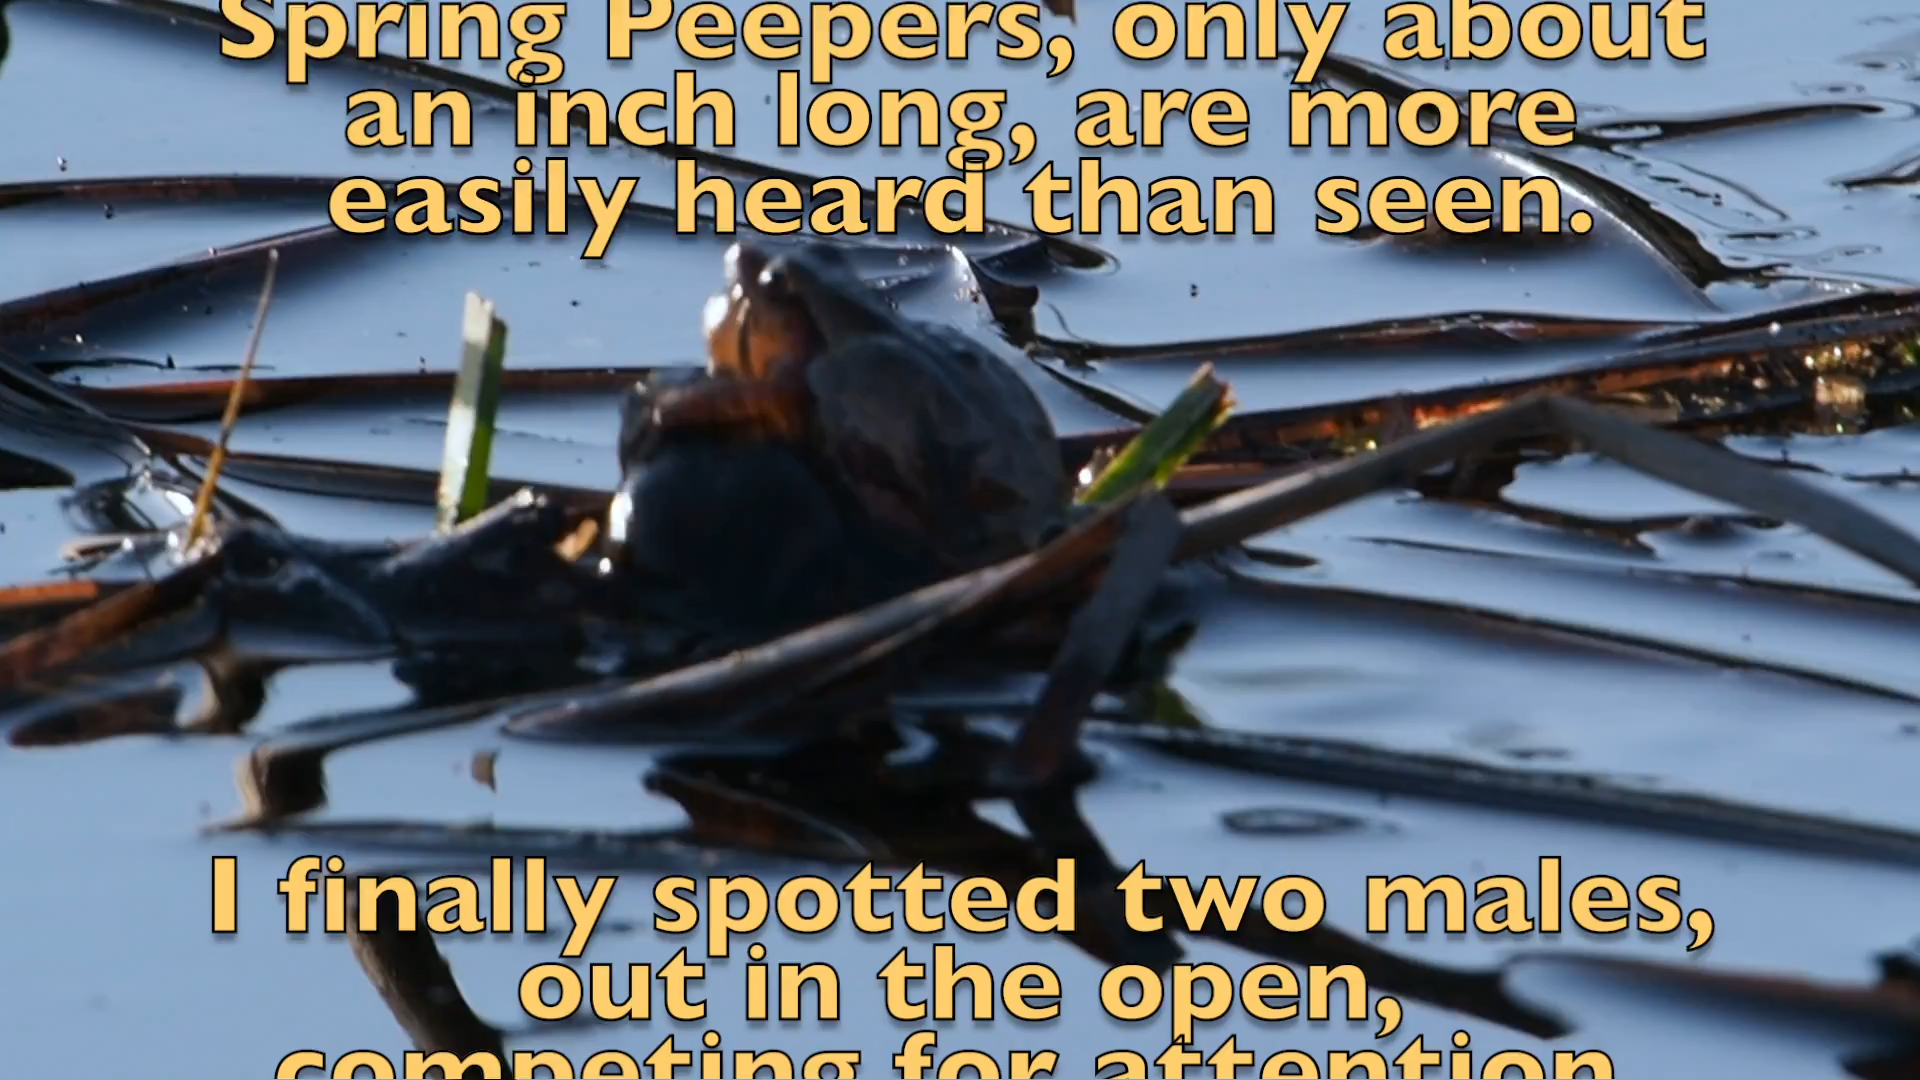 Spring Peepers, only about
an inch long, are more
easily heard than seen.
I finally spotted two males,
out in the open,
competing for attention